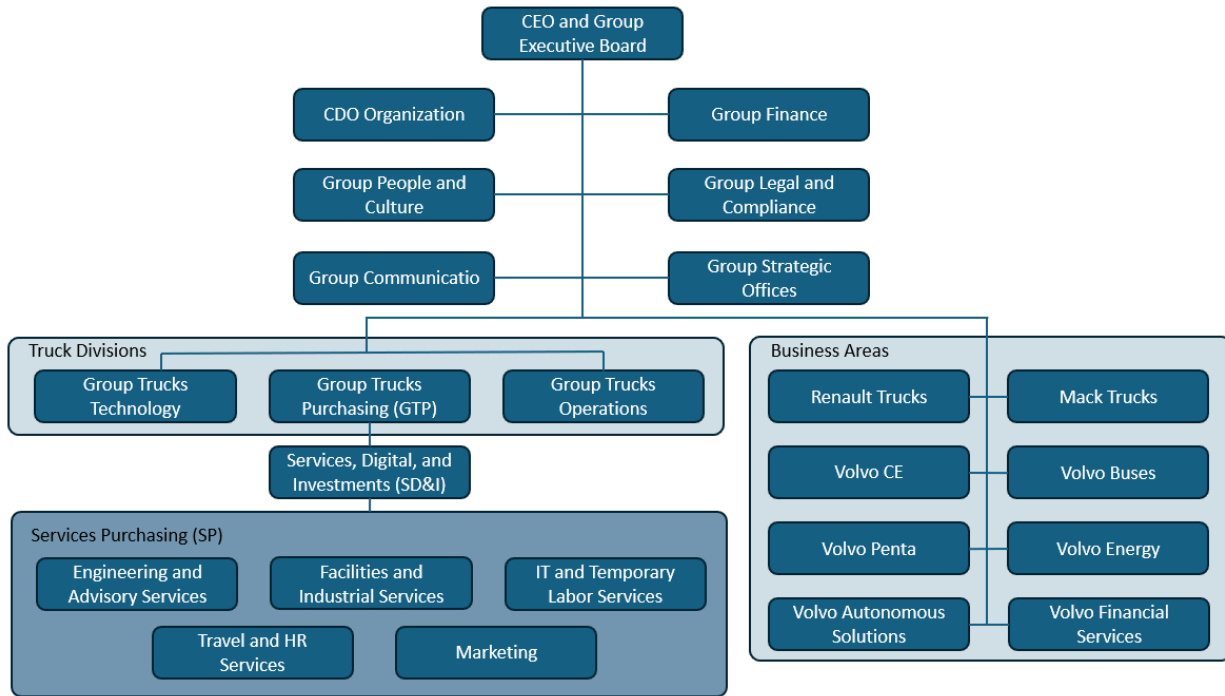 CEO and Group
Executive Board
CDO Organization
Group Finance
Group People and
Culture
Group Legal and
Compliance
Group Communicatio
Group Strategic
Offices
Truck Divisions
Group Trucks
Technology
Group Trucks
Purchasing (GTP)
Group Trucks
Operations
Services, Digital, and
Investments (SD&I)
Services Purchasing (SP)
Engineering and
Advisory Services
Facilities and
Industrial Services
IT and Temporary
Labor Services
Travel and HR
Services
Marketing
Business Areas
Renault Trucks
Mack Trucks
Volvo CE
Volvo Buses
Volvo Penta
Volvo Energy
Volvo Autonomous
Solutions
Volvo Financial
Services